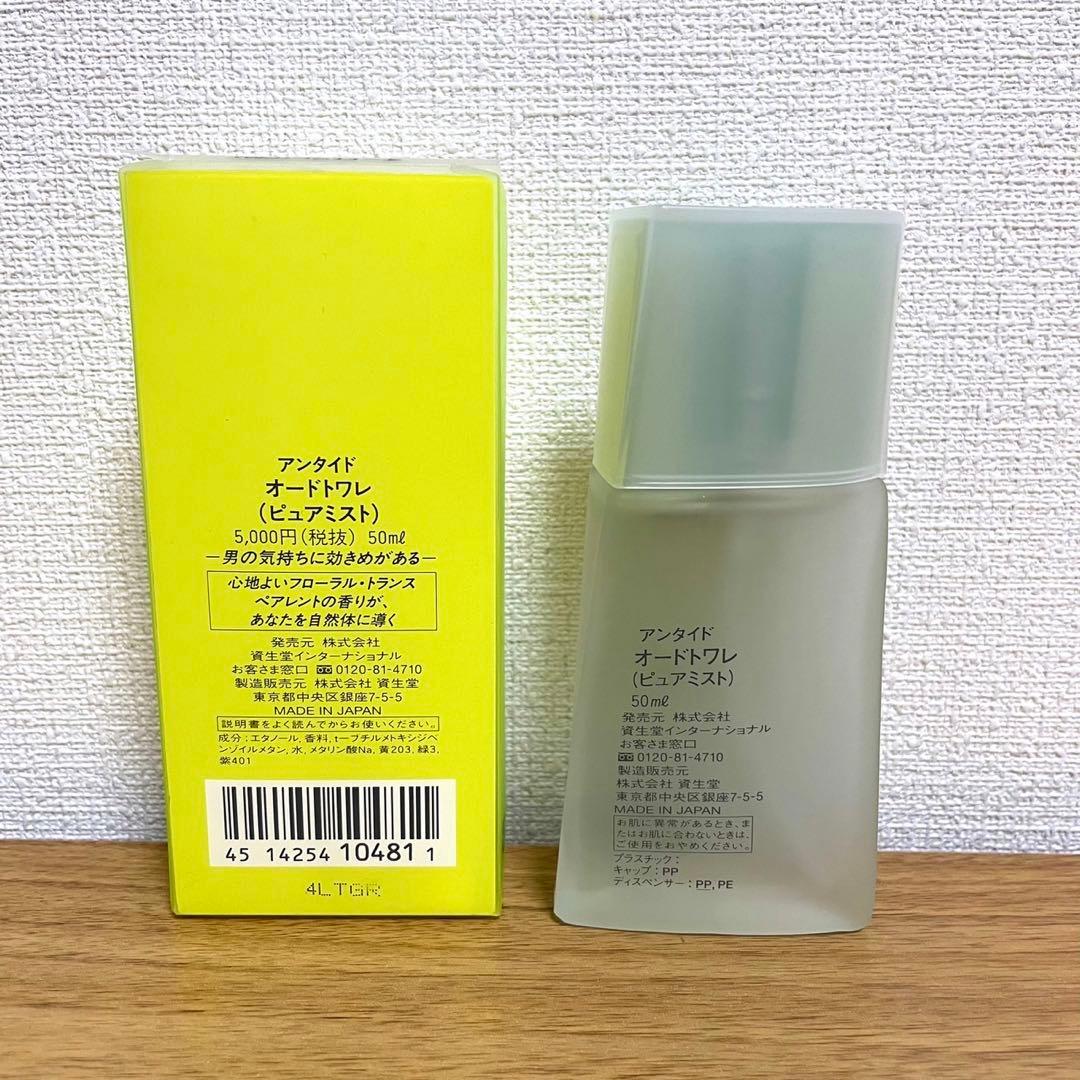 アンタイド
オードトワレ
(ピュアミスト)
5,000円(税抜) 50mℓ
—男の気持ちに効きめがある—
心地よいフローラル・トランス
ペアレントの香りが、
あなたを自然体に導く
発売元 株式会社
資生堂インターナショナル
お客さま窓口 0120-81-4710
製造販売元 株式会社 資生堂
東京都中央区銀座7-5-5
MADE IN JAPAN
説明書をよく読んでからお使いください。
成分:エタノール, 香料, t-ブチルメトキシジベ
ンゾイルメタン, 水, メタリン酸Na, 黄203, 緑3,
紫401
45 14254 10481 1
4LTGR
アンタイド
オードトワレ
(ピュアミスト)
50mℓ
発売元 株式会社
資生堂インターナショナル
お客さま窓口
0120-81-4710
製造販売元
株式会社 資生堂
東京都中央区銀座7-5-5
MADE IN JAPAN
お肌に異常があるとき、ま
たはお肌に合わないときは、
ご使用をおやめください。
プラスチック:
キャップ:PP
ディスペンサー:PP, PE